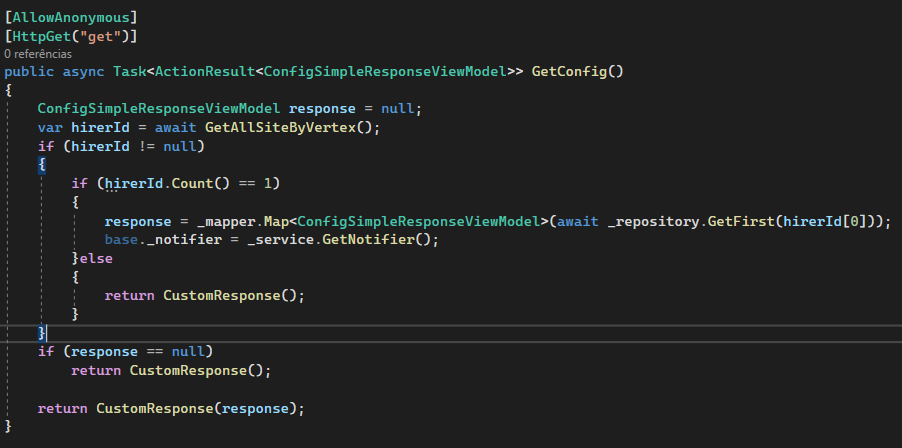 [AllowAnonymous]
[HttpGet("get")]
0 referências
public async Task<ActionResult<ConfigSimpleResponseViewModel>> GetConfig()
{
    ConfigSimpleResponseViewModel response = null;
    var hirerId = await GetAllSiteByVertex();
    if (hirerId != null)
    {
        if (hirerId.Count() == 1)
        {
            response = _mapper.Map<ConfigSimpleResponseViewModel>(await _repository.GetFirst(hirerId[0]));
            base._notifier = _service.GetNotifier();
        }else
        {
            return CustomResponse();
        }
    }
    if (response == null)
        return CustomResponse();
    return CustomResponse(response);
}